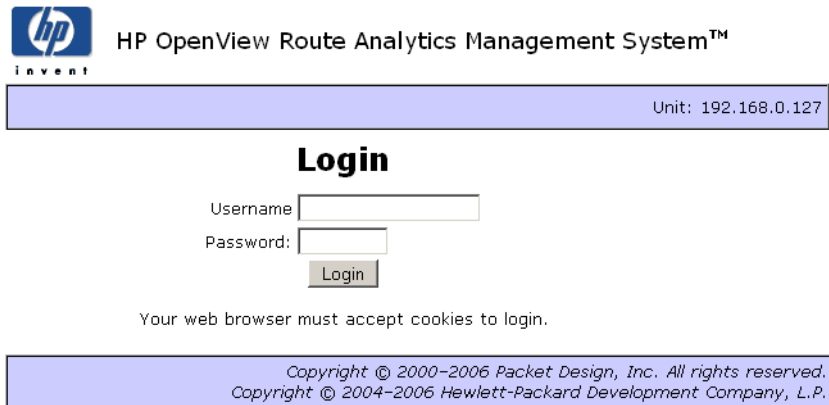 hp
invent
HP OpenView Route Analytics Management System™
Unit: 192.168.0.127
Login
Username
Password:
Login
Your web browser must accept cookies to login.
Copyright © 2000-2006 Packet Design, Inc. All rights reserved.
Copyright © 2004-2006 Hewlett-Packard Development Company, L.P.